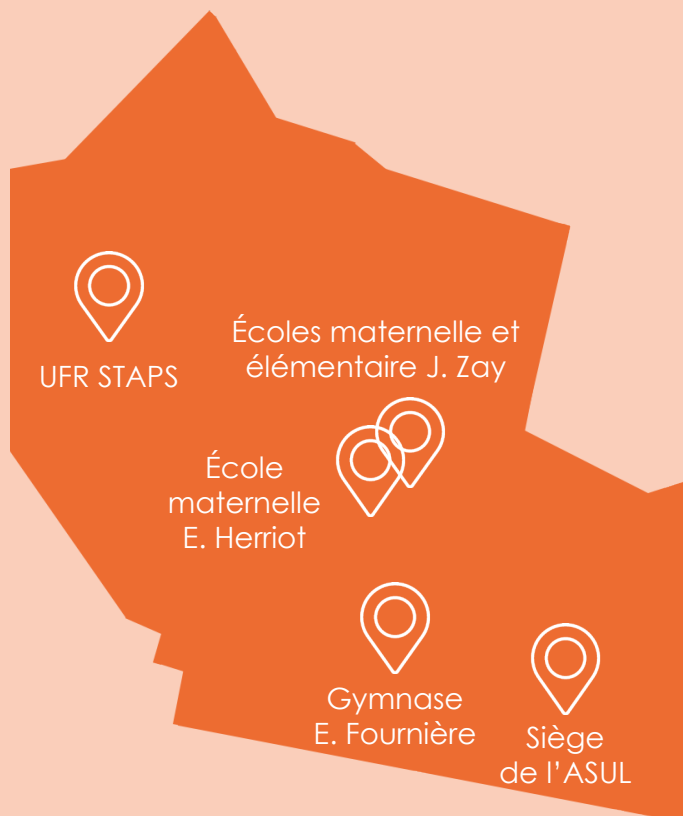 UFR STAPS
Écoles maternelle et
élémentaire J. Zay
École
maternelle
E. Herriot
Gymnase
E. Fournière
Siège
de l’ASUL